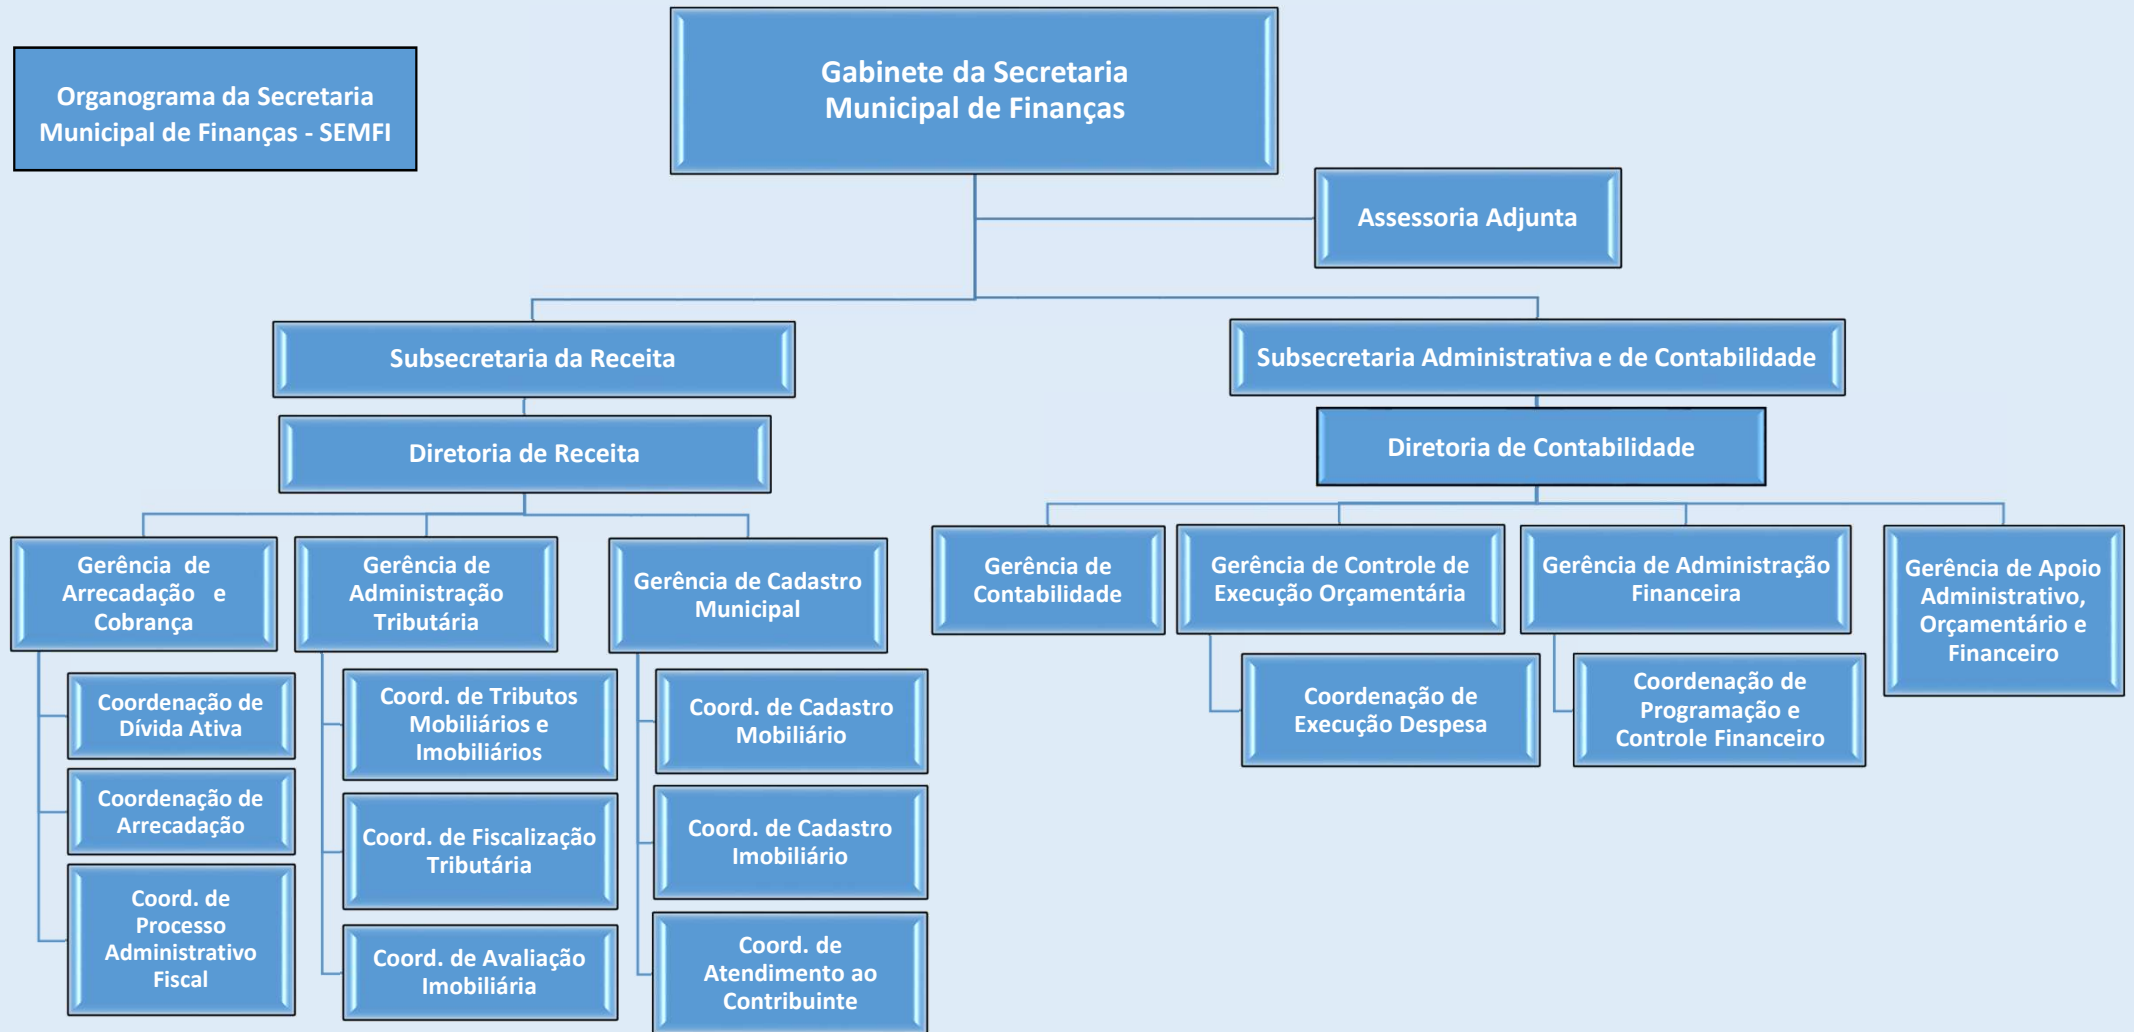 Organograma da Secretaria
Municipal de Finanças - SEMFI
Gabinete da Secretaria
Municipal de Finanças
Assessoria Adjunta
Subsecretaria da Receita
Subsecretaria Administrativa e de Contabilidade
Diretoria de Receita
Diretoria de Contabilidade
Gerência de
Arrecadação e
Cobrança
Gerência de
Administração
Tributária
Gerência de Cadastro
Municipal
Gerência de
Contabilidade
Gerência de Controle de
Execução Orçamentária
Gerência de Administração
Financeira
Gerência de Apoio
Administrativo,
Orçamentário e
Financeiro
Coordenação de
Dívida Ativa
Coord. de Tributos
Mobiliários e
Imobiliários
Coord. de Cadastro
Mobiliário
Coordenação de
Execução Despesa
Coordenação de
Programação e
Controle Financeiro
Coordenação de
Arrecadação
Coord. de Fiscalização
Tributária
Coord. de Cadastro
Imobiliário
Coord. de
Processo
Administrativo
Fiscal
Coord. de Avaliação
Imobiliária
Coord. de
Atendimento ao
Contribuinte